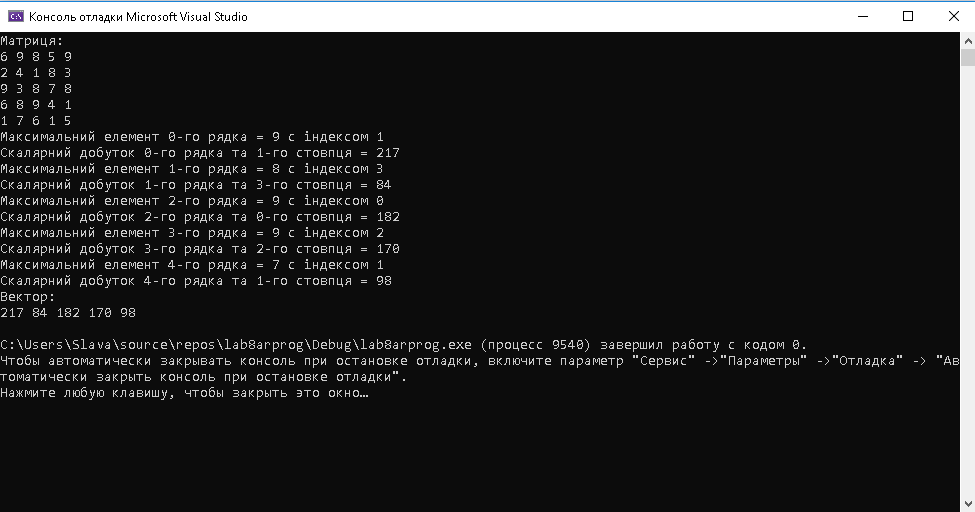 Консоль отладки Microsoft Visual Studio
Матриця:
6 9 8 5 9
2 4 1 8 3
9 3 8 7 8
6 8 9 4 1
1 7 6 1 5
Максимальний елемент 0-го рядка = 9 с індексом 1
Скалярний добуток 0-го рядка та 1-го стовпця = 217
Максимальний елемент 1-го рядка = 8 с індексом 3
Скалярний добуток 1-го рядка та 3-го стовпця = 84
Максимальний елемент 2-го рядка = 9 с індексом 0
Скалярний добуток 2-го рядка та 0-го стовпця = 182
Максимальний елемент 3-го рядка = 9 с індексом 2
Скалярний добуток 3-го рядка та 2-го стовпця = 170
Максимальний елемент 4-го рядка = 7 с індексом 1
Скалярний добуток 4-го рядка та 1-го стовпця = 98
Вектор:
217 84 182 170 98
C:\Users\Slava\source\repos\lab8arprog\Debug\lab8arprog.exe (процесс 9540) завершил работу с кодом 0.
Чтобы автоматически закрывать консоль при остановке отладки, включите параметр "Сервис" ->"Параметры" ->"Отладка" -> "Ав
томатически закрыть консоль при остановке отладки".
Нажмите любую клавишу, чтобы закрыть это окно…